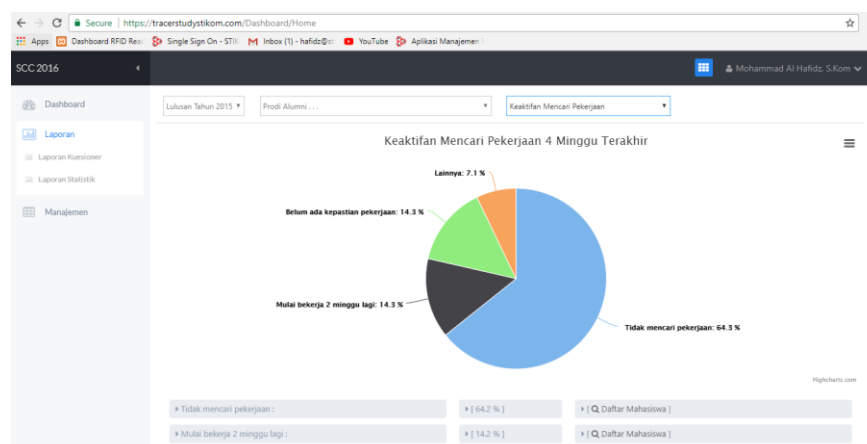 Secure | https://tracerstudystikom.com/Dashboard/Home
Apps Dashboard RFID Rea Single Sign On - STIK Inbox (1) - hafidz@st YouTube Aplikasi Manajemen
SCC 2016
Mohammad Al Hafidz, S.Kom
Dashboard
Laporan
Laporan Kuesioner
Laporan Statistik
Manajemen
Lulusan Tahun 2015 Prodi Alumni . . . Keaktifan Mencari Pekerjaan
Keaktifan Mencari Pekerjaan 4 Minggu Terakhir
Lainnya: 7.1 %
Belum ada kepastian pekerjaan: 14.3 %
Mulai bekerja 2 minggu lagi: 14.3 %
Tidak mencari pekerjaan: 64.3 %
Highcharts.com
Tidak mencari pekerjaan : [ 64.2 % ] [ Daftar Mahasiswa ]
Mulai bekerja 2 minggu lagi : [ 14.2 % ] [ Daftar Mahasiswa ]